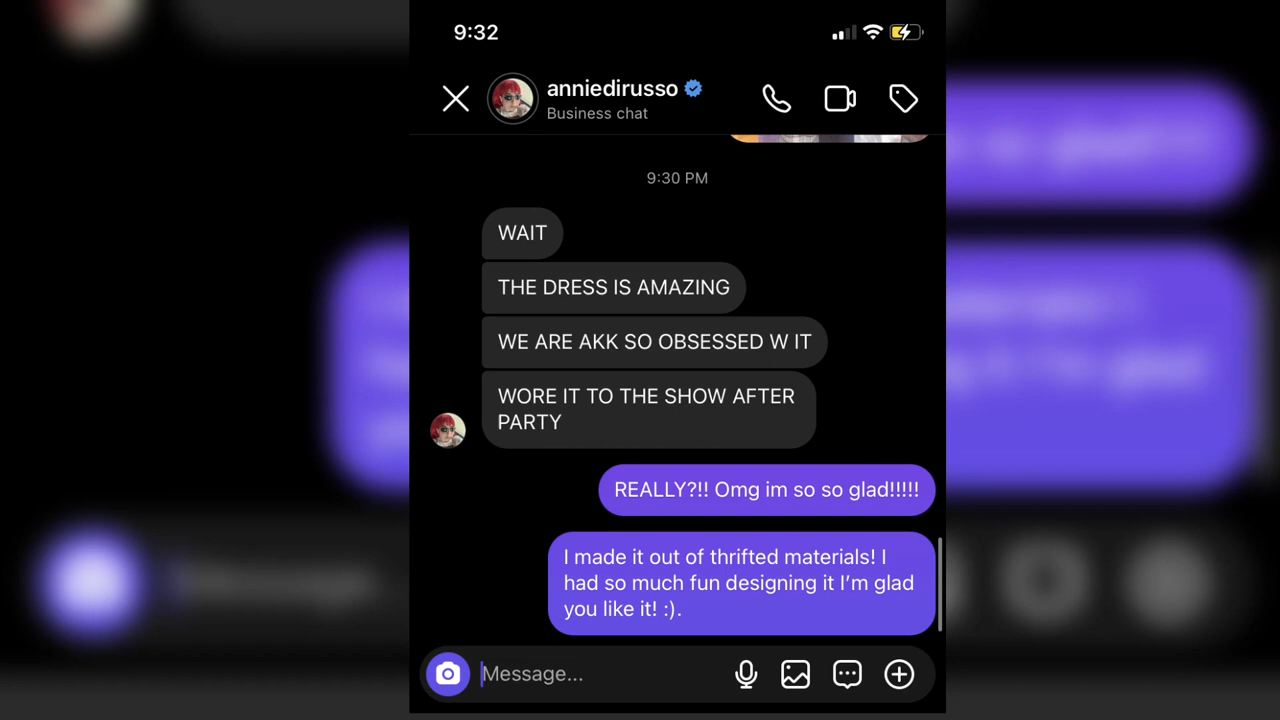 9:32
anniedirusso
Business chat
9:30 PM
WAIT
THE DRESS IS AMAZING
WE ARE AKK SO OBSESSED W IT
WORE IT TO THE SHOW AFTER
PARTY
REALLY?!! Omg im so so glad!!!!!
I made it out of thrifted materials! I
had so much fun designing it I’m glad
you like it! :).
Message...